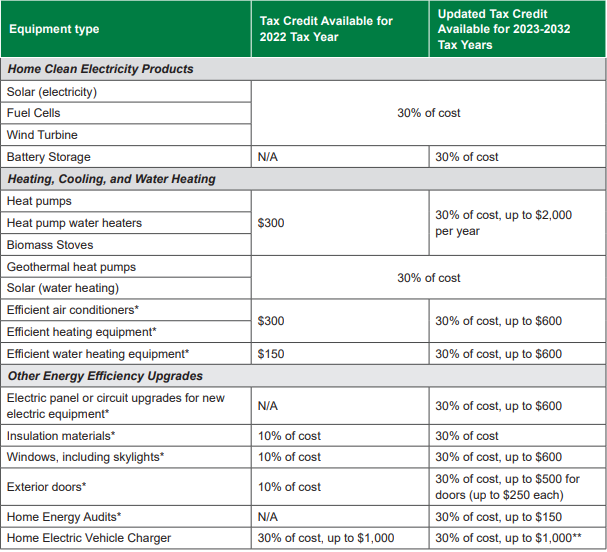 Equipment type
Tax Credit Available for
2022 Tax Year
Updated Tax Credit
Available for 2023-2032
Tax Years
Home Clean Electricity Products
Solar (electricity)
Fuel Cells
Wind Turbine
30% of cost
Battery Storage
N/A
30% of cost
Heating, Cooling, and Water Heating
Heat pumps
Heat pump water heaters
Biomass Stoves
$300
30% of cost, up to $2,000
per year
Geothermal heat pumps
Solar (water heating)
30% of cost
Efficient air conditioners*
Efficient heating equipment*
$300
30% of cost, up to $600
Efficient water heating equipment*
$150
30% of cost, up to $600
Other Energy Efficiency Upgrades
Electric panel or circuit upgrades for new
electric equipment*
N/A
30% of cost, up to $600
Insulation materials*
10% of cost
30% of cost
Windows, including skylights*
10% of cost
30% of cost, up to $600
Exterior doors*
10% of cost
30% of cost, up to $500 for
doors (up to $250 each)
Home Energy Audits*
N/A
30% of cost, up to $150
Home Electric Vehicle Charger
30% of cost, up to $1,000
30% of cost, up to $1,000**